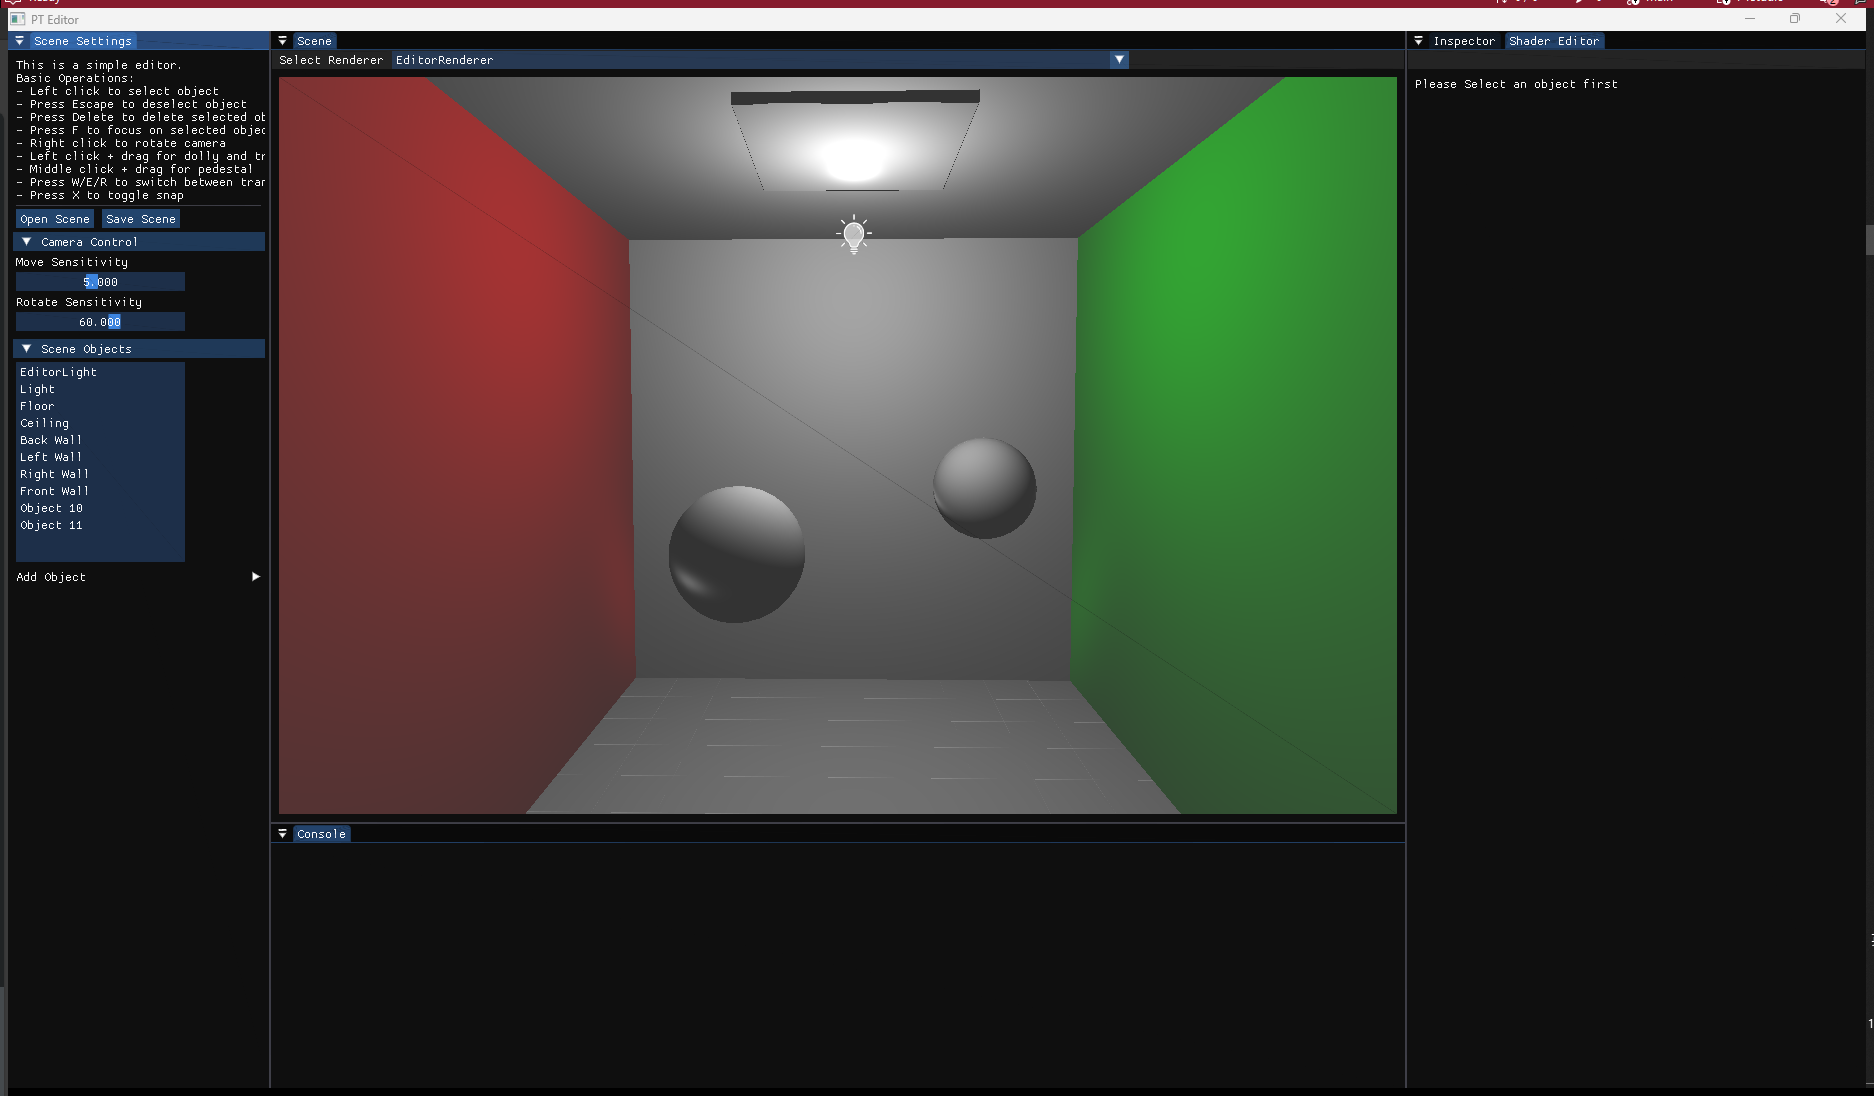 PT Editor
Scene Settings
This is a simple editor.
Basic Operations:
- Left click to select object
- Press Escape to deselect object
- Press Delete to delete selected ob
- Press F to focus on selected objec
- Right click to rotate camera
- Left click + drag for dolly and tr
- Middle click + drag for pedestal
- Press W/E/R to switch between tran
- Press X to toggle snap
Open Scene Save Scene
Camera Control
Move Sensitivity
5.000
Rotate Sensitivity
60.000
Scene Objects
EditorLight
Light
Floor
Ceiling
Back Wall
Left Wall
Right Wall
Front Wall
Object 10
Object 11
Add Object
Scene
Select Renderer EditorRenderer
Console
Inspector Shader Editor
Please Select an object first